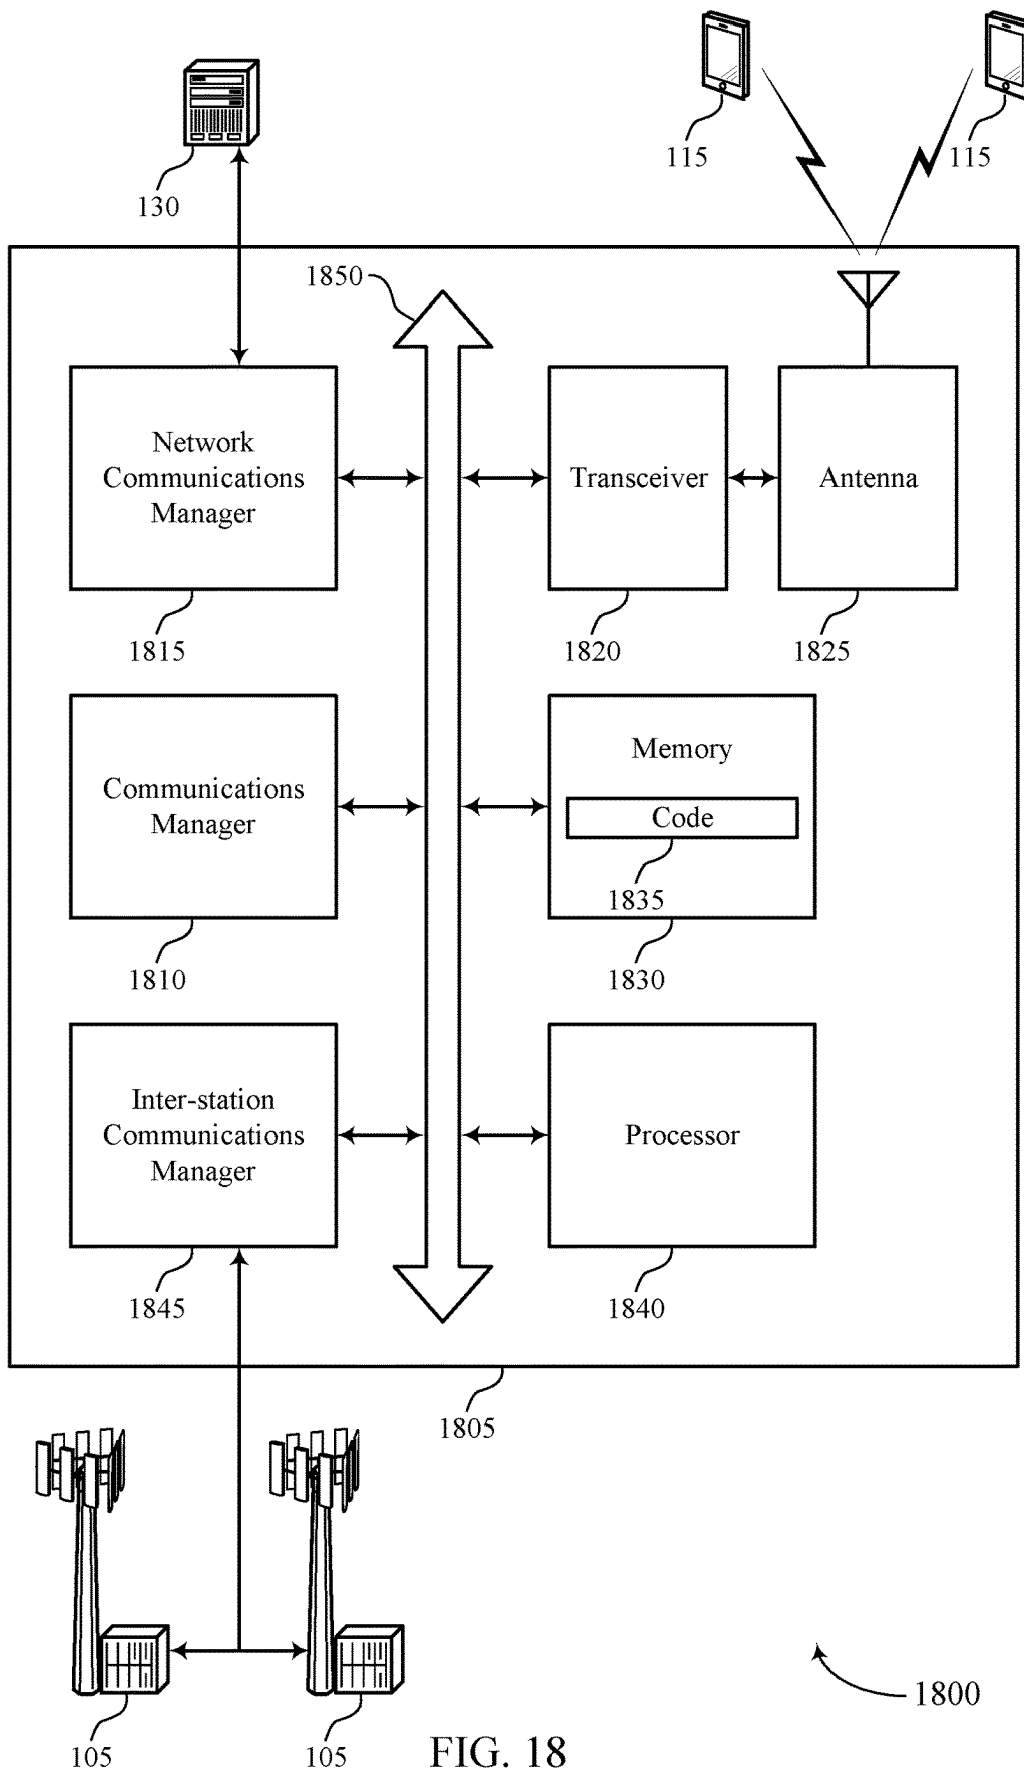 115
115
130
1850
Network
Communications
Manager
Transceiver
Antenna
1815
1820
1825
Communications
Manager
Memory
Code
1835
1810
1830
Inter-station
Communications
Manager
Processor
1845
1840
1805
1800
105
105
FIG. 18